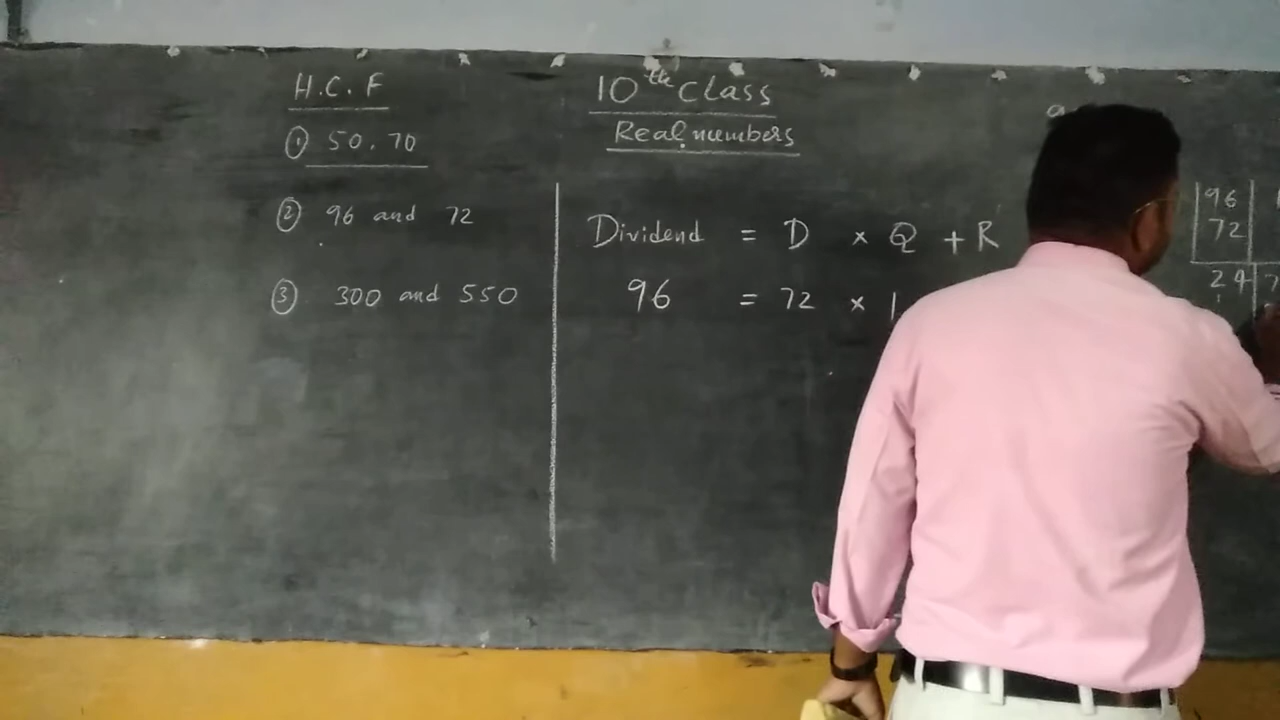 H.C.F
① 50, 70
② 96 and 72
③ 300 and 550
10th Class
Real numbers
Dividend = D × Q + R
96 = 72 × 1
96
72
24